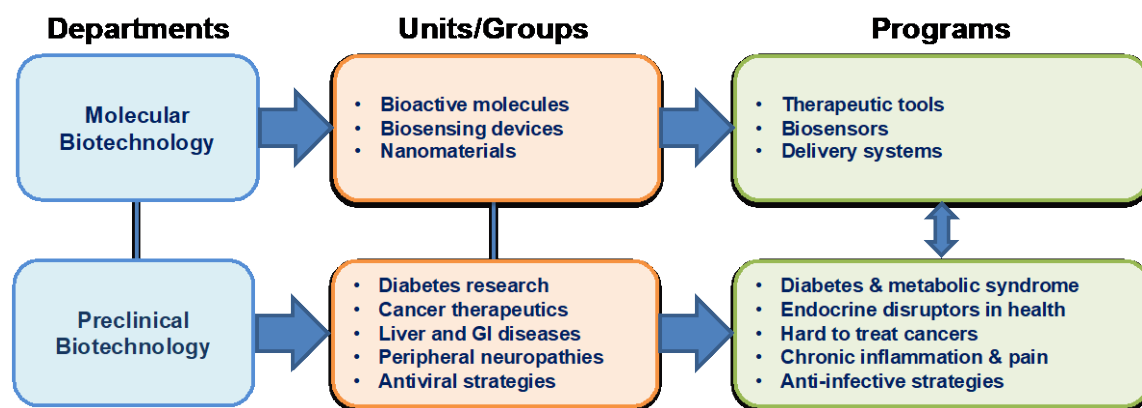 Departments
Units/Groups
Programs
Molecular
Biotechnology
• Bioactive molecules
• Biosensing devices
• Nanomaterials
• Therapeutic tools
• Biosensors
• Delivery systems
Preclinical
Biotechnology
• Diabetes research
• Cancer therapeutics
• Liver and GI diseases
• Peripheral neuropathies
• Antiviral strategies
• Diabetes & metabolic syndrome
• Endocrine disruptors in health
• Hard to treat cancers
• Chronic inflammation & pain
• Anti-infective strategies